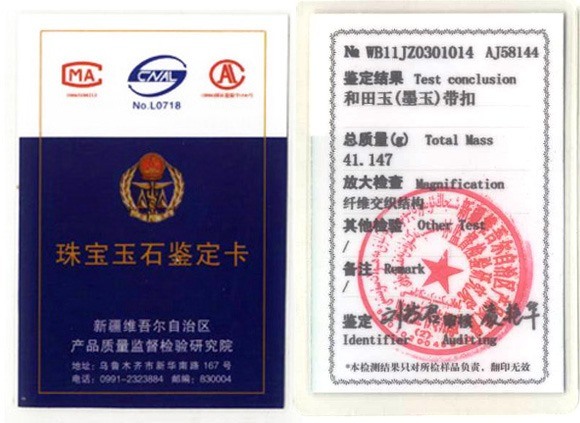 MA
CNAL
No.L0718
珠宝玉石鉴定卡
新疆维吾尔自治区
产品质量监督检验研究院
地址: 乌鲁木齐市新华南路 167 号
电话: 0991-2323884 邮编: 830004
№ WB11JZ0301014 AJ58144
鉴定结果 Test conclusion
和田玉(墨玉)带扣
总质量(g) Total Mass
41.147
放大检查 Magnification
纤维交织结构
其他检验 Other Test
/
备注 Remark
/
鉴定 审核
Identifier Auditing
*本检测结果只对所检样品负责，翻印无效